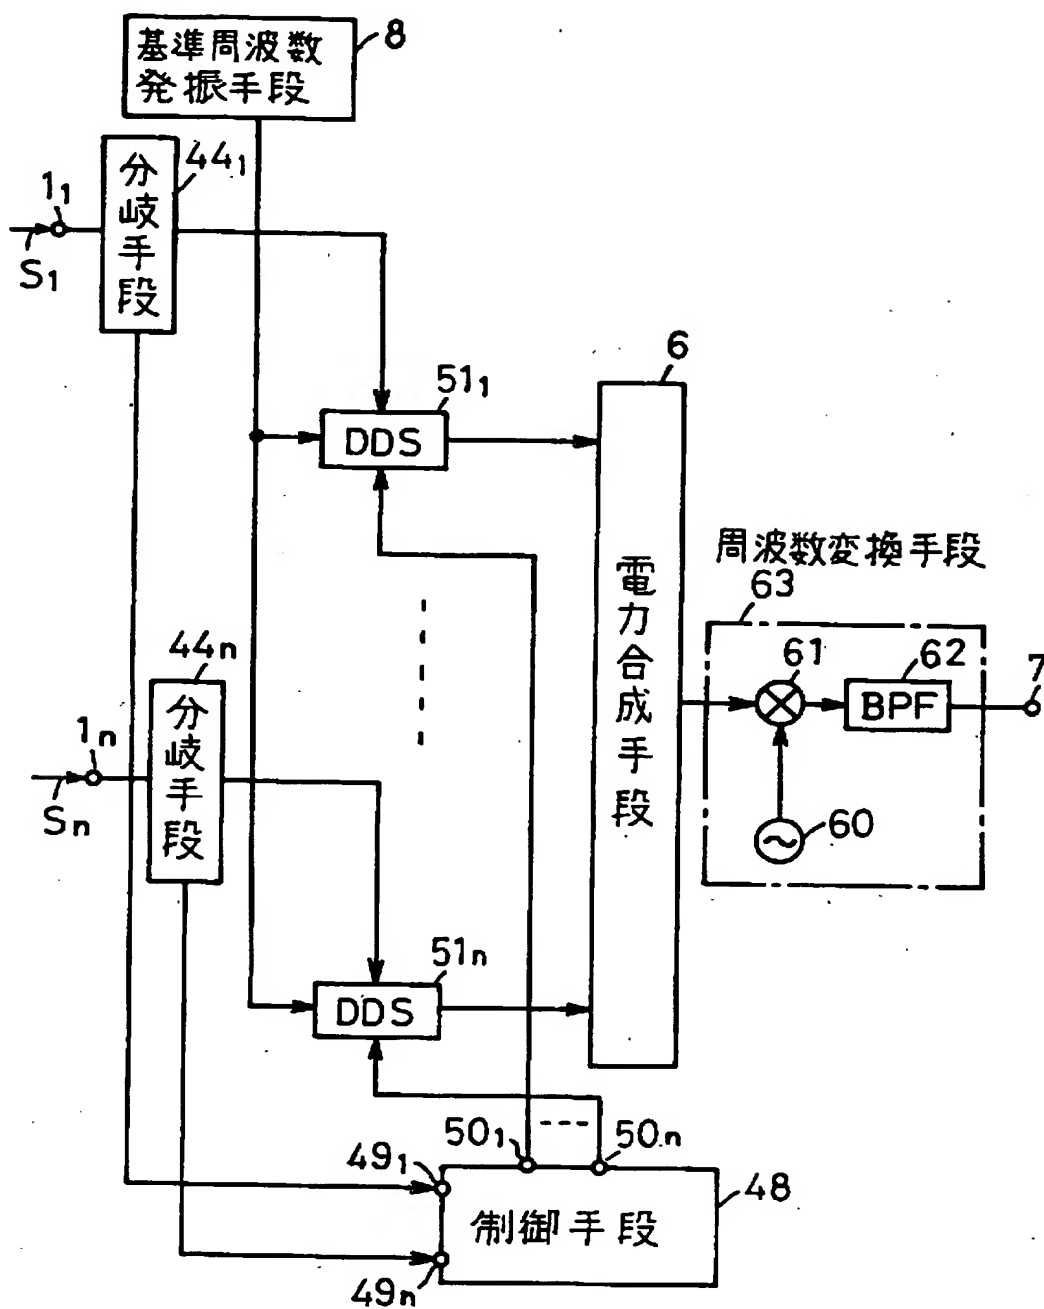 基準周波数
発振手段
8
分岐手段
44₁
1₁
S₁
51₁
DDS
6
電力合成手段
周波数変換手段
63
61
62
BPF
7
60
44n
分岐手段
1n
Sn
51n
DDS
50₁
50n
49₁
48
制御手段
49n